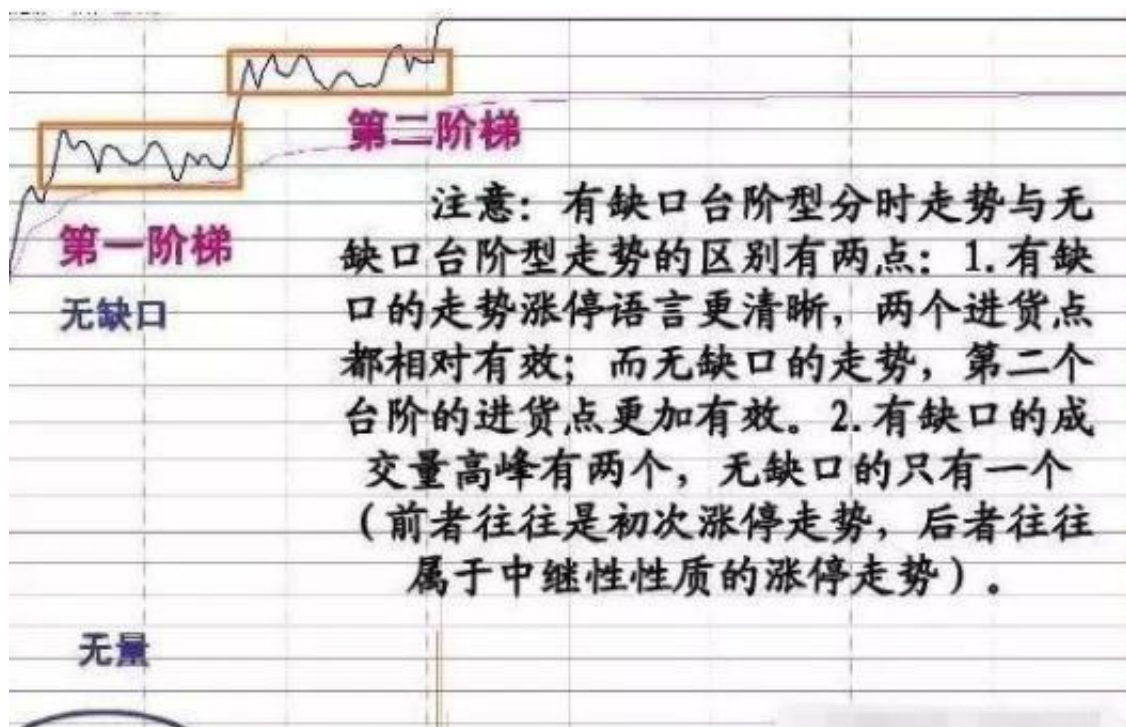 第二阶梯
第一阶梯
无缺口
注意：有缺口台阶型分时走势与无
缺口台阶型走势的区别有两点：1.有缺
口的走势涨停语言更清晰，两个进货点
都相对有效；而无缺口的走势，第二个
台阶的进货点更加有效。2.有缺口的成
交量高峰有两个，无缺口的只有一个
（前者往往是初次涨停走势，后者往往
属于中继性性质的涨停走势）。
无量